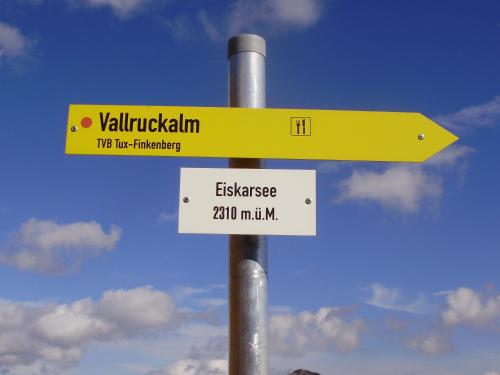 Vallruckalm
TVB Tux-Finkenberg
Eiskarsee
2310 m.ü.M.